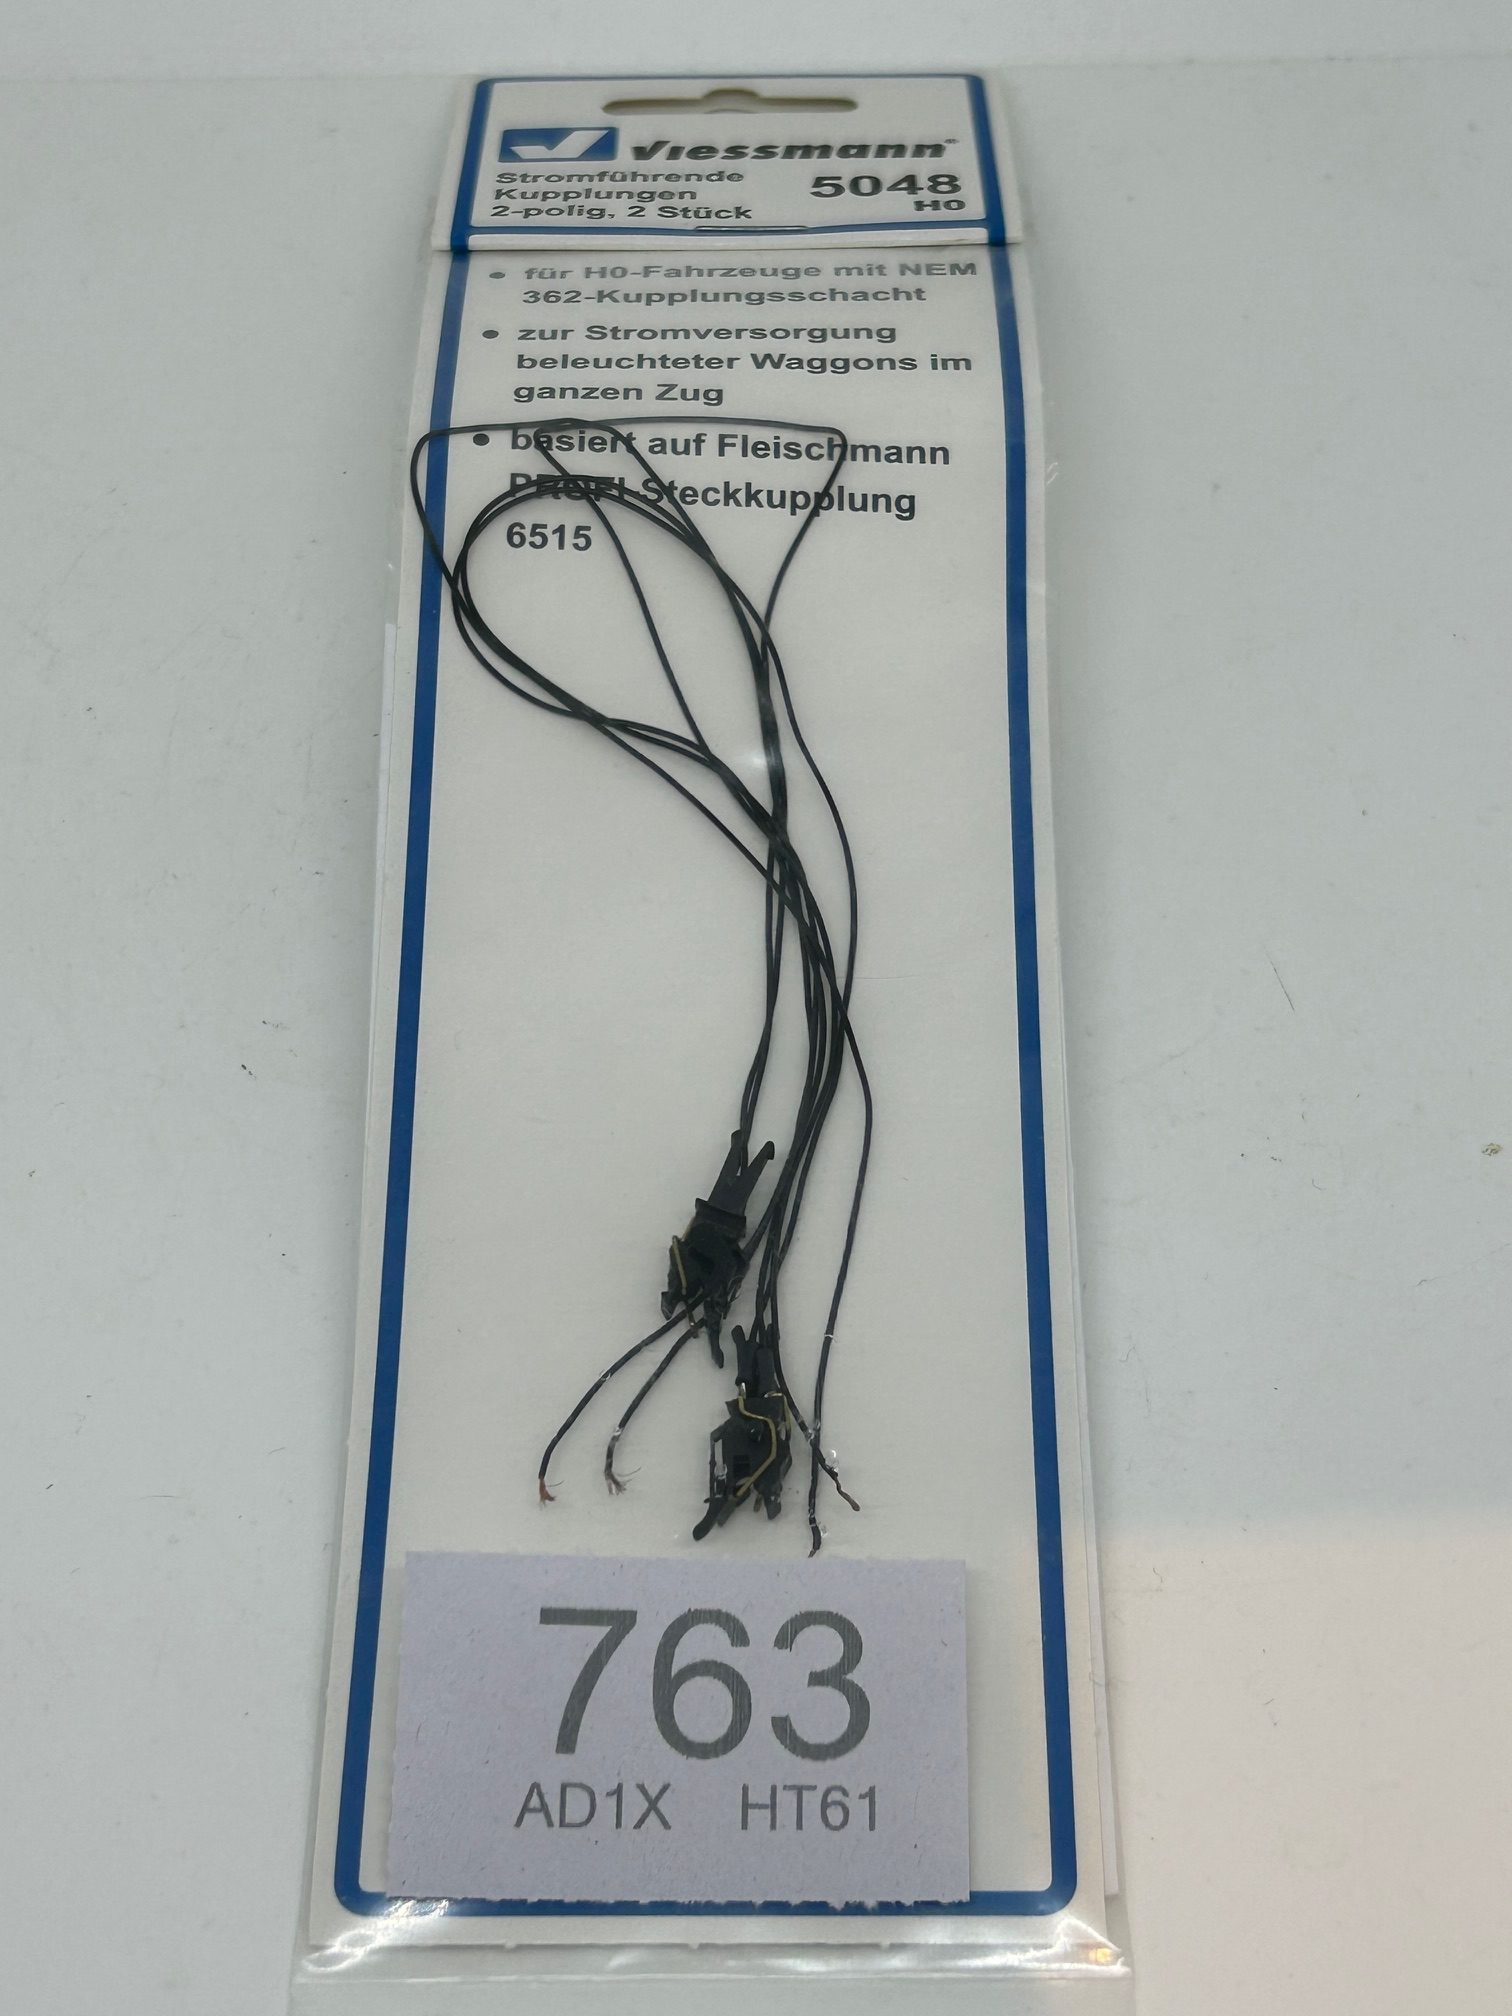 Viessmann®
Stromführende
Kupplungen
2-polig, 2 Stück
5048
H0
• für H0-Fahrzeuge mit NEM
362-Kupplungsschacht
• zur Stromversorgung
beleuchteter Waggons im
ganzen Zug
• basiert auf Fleischmann
PROFI-Steckkupplung
6515
763
AD1X HT61